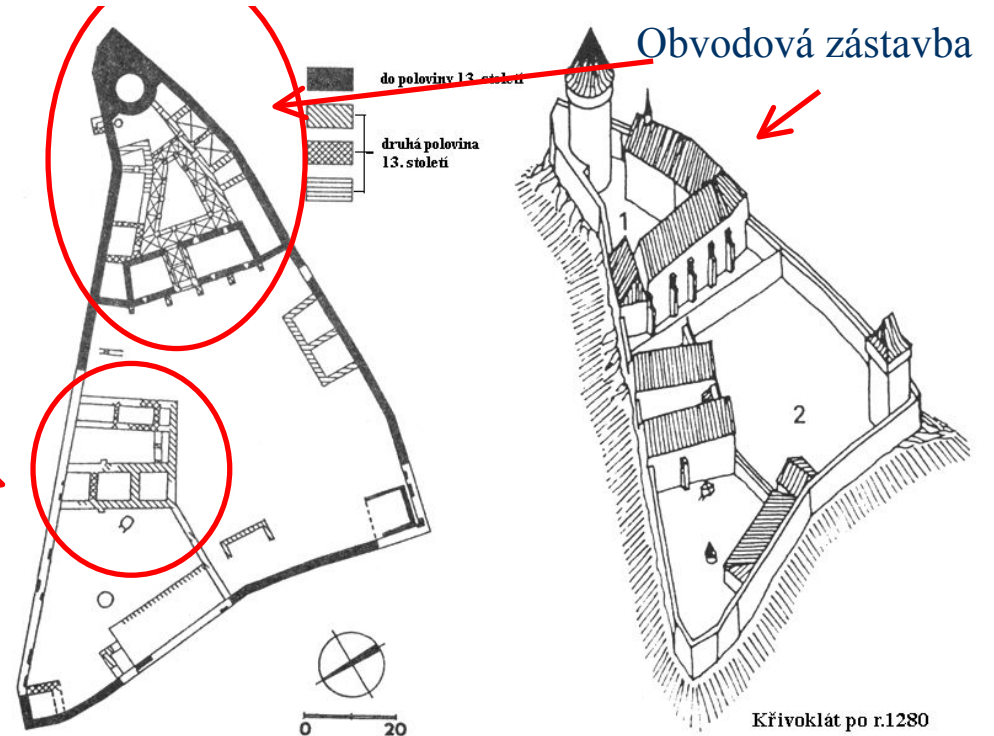 Obvodová zástavba
do poloviny 13. století
druhá polovina
13. století
1
2
0 20
Křivoklát po r.1280